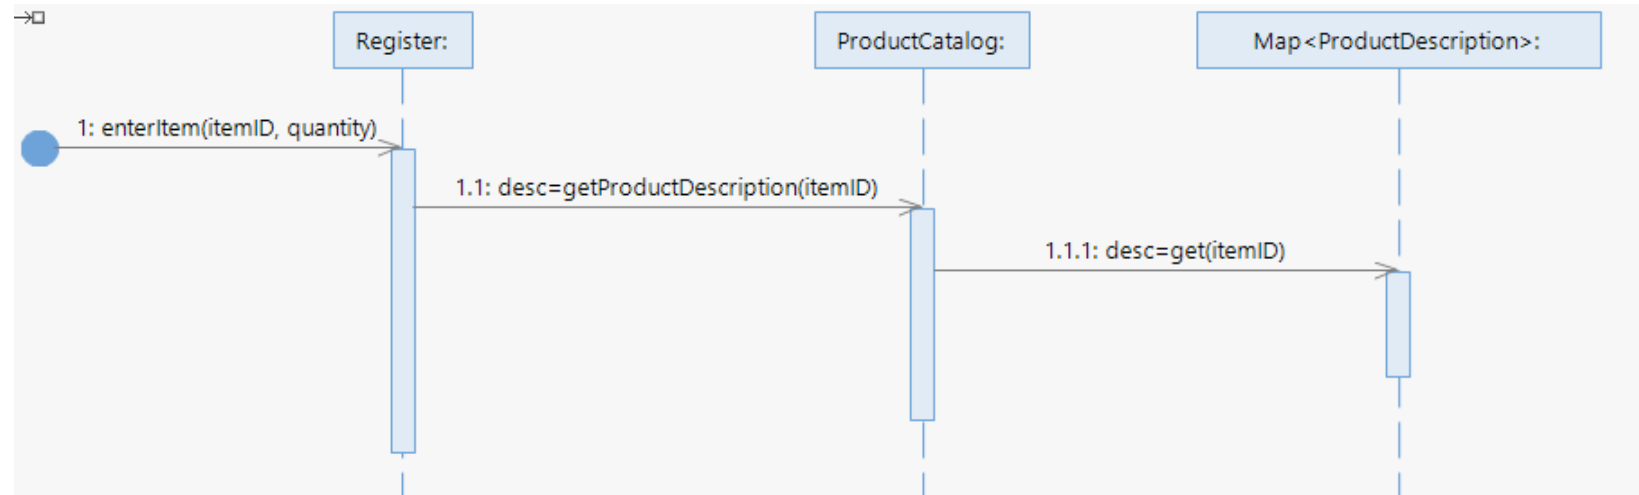 Register:
ProductCatalog:
Map<ProductDescription>:
1: enterItem(itemID, quantity)
1.1: desc=getProductDescription(itemID)
1.1.1: desc=get(itemID)